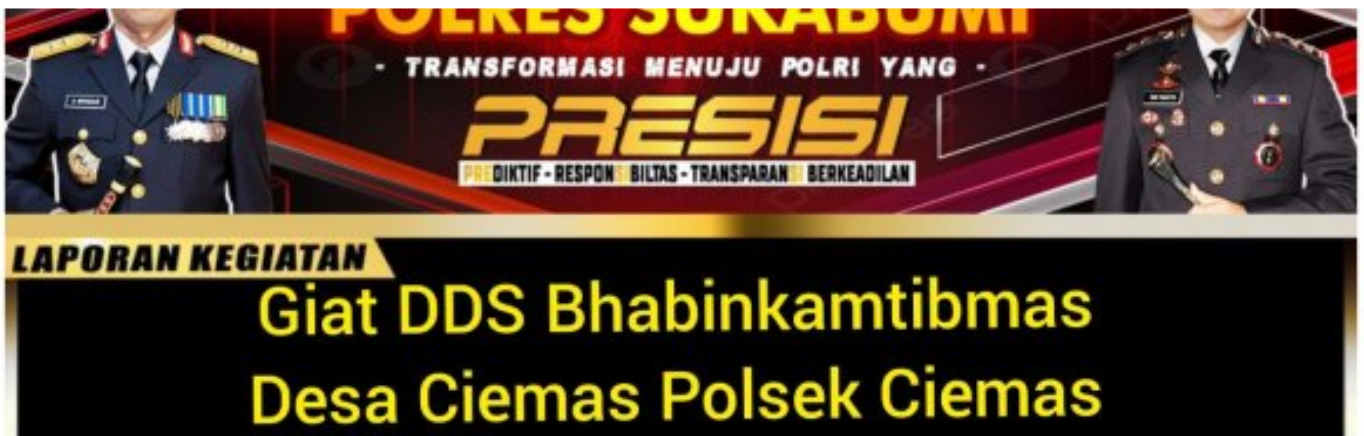 POLRES SUKABUMI
- TRANSFORMASI MENUJU POLRI YANG -
PRESISI
PREDIKTIF - RESPONSIBILTAS - TRANSPARANSI BERKEADILAN
LAPORAN KEGIATAN
Giat DDS Bhabinkamtibmas
Desa Ciemas Polsek Ciemas